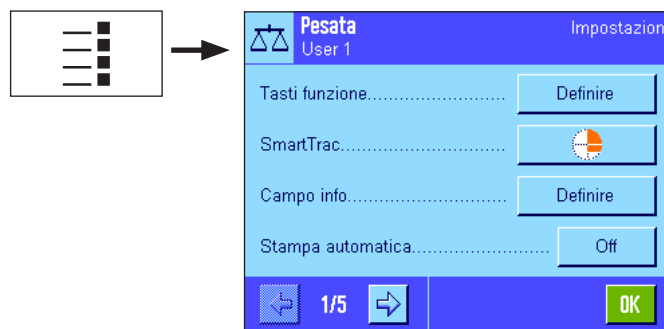 Pesata
Impostazion
User 1
Tasti funzione........................ Definire
SmartTrac............................
Campo info............................ Definire
Stampa automatica..................... Off
1/5
OK